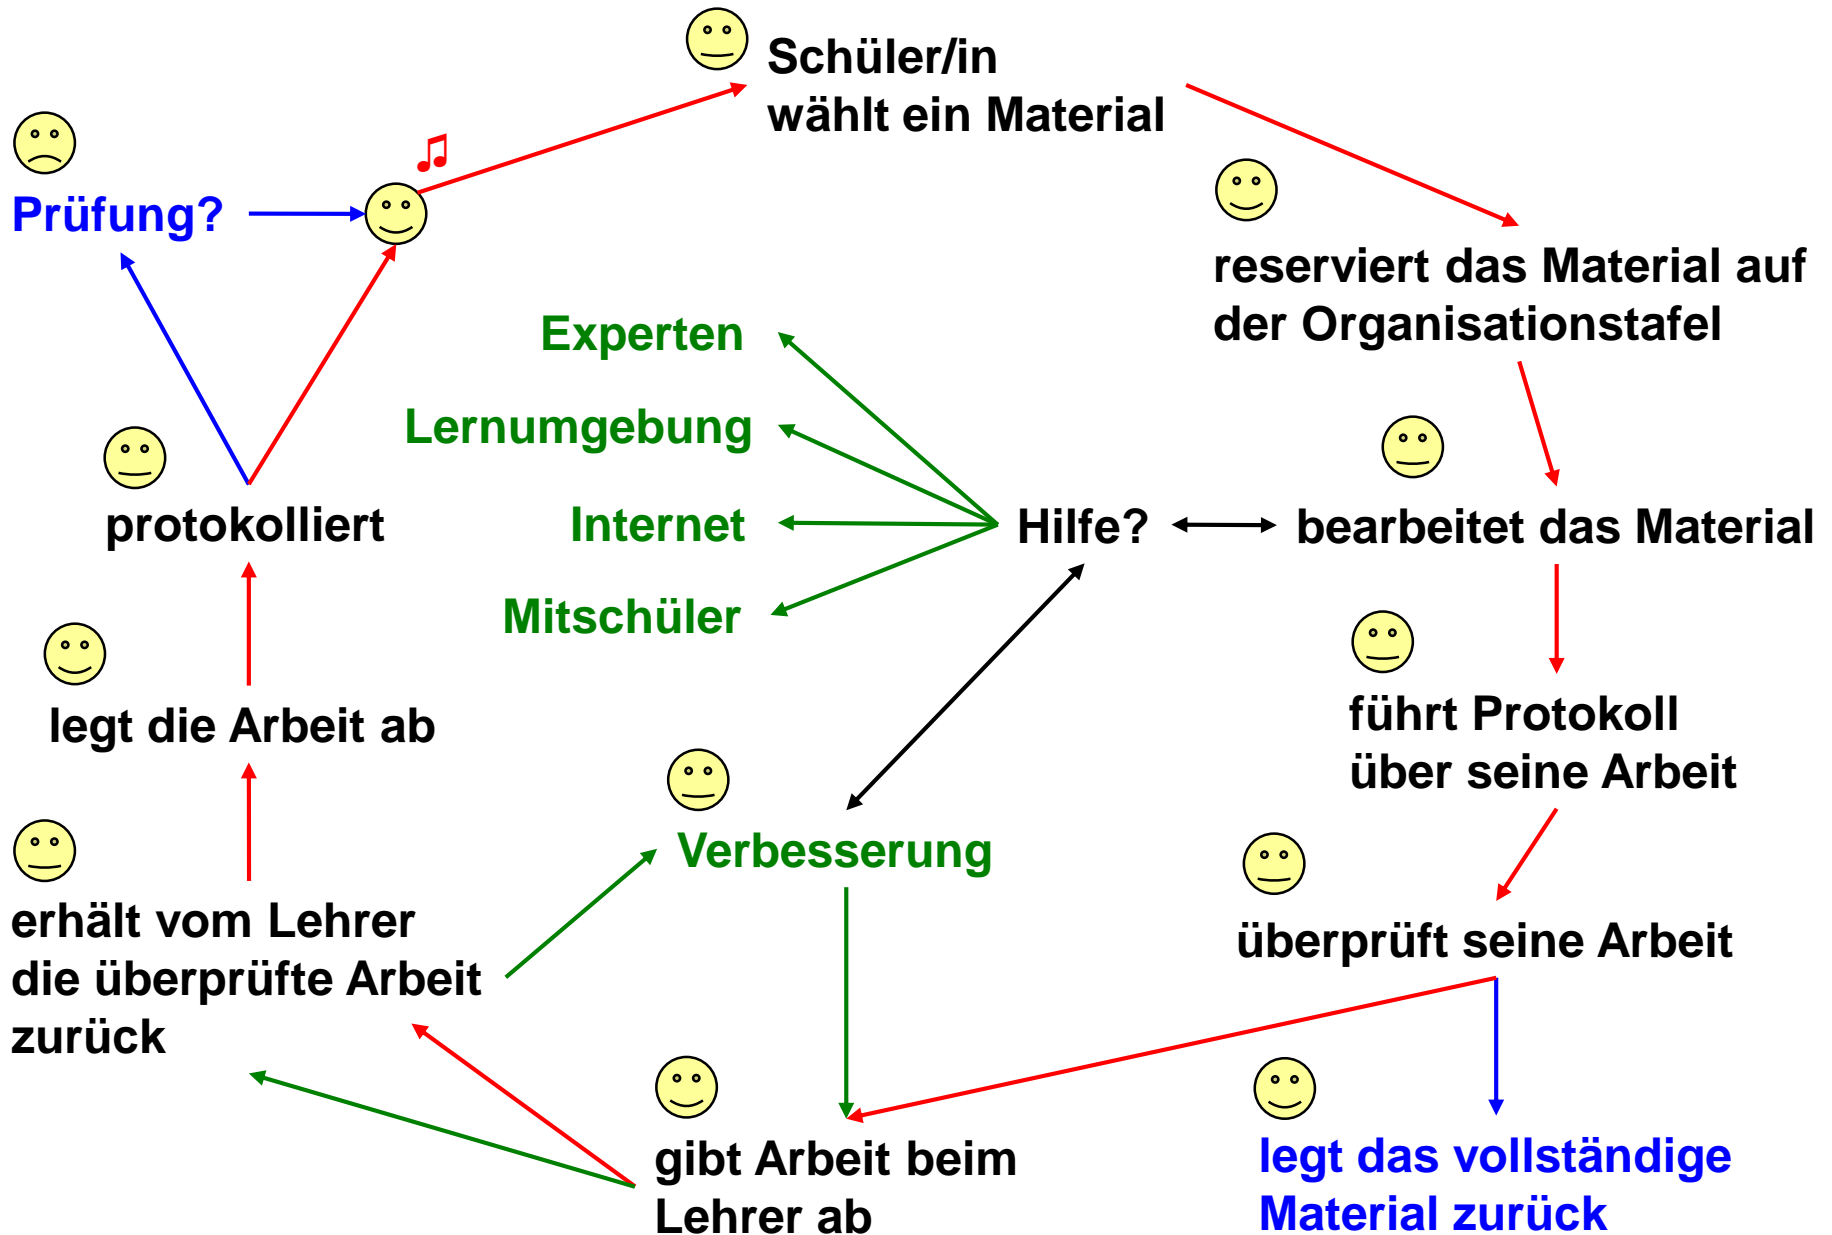 Schüler/in
wählt ein Material
Prüfung?
reserviert das Material auf
der Organisationstafel
Experten
Lernumgebung
Internet
Mitschüler
Hilfe?
bearbeitet das Material
protokolliert
führt Protokoll
über seine Arbeit
legt die Arbeit ab
Verbesserung
überprüft seine Arbeit
erhält vom Lehrer
die überprüfte Arbeit
zurück
gibt Arbeit beim
Lehrer ab
legt das vollständige
Material zurück